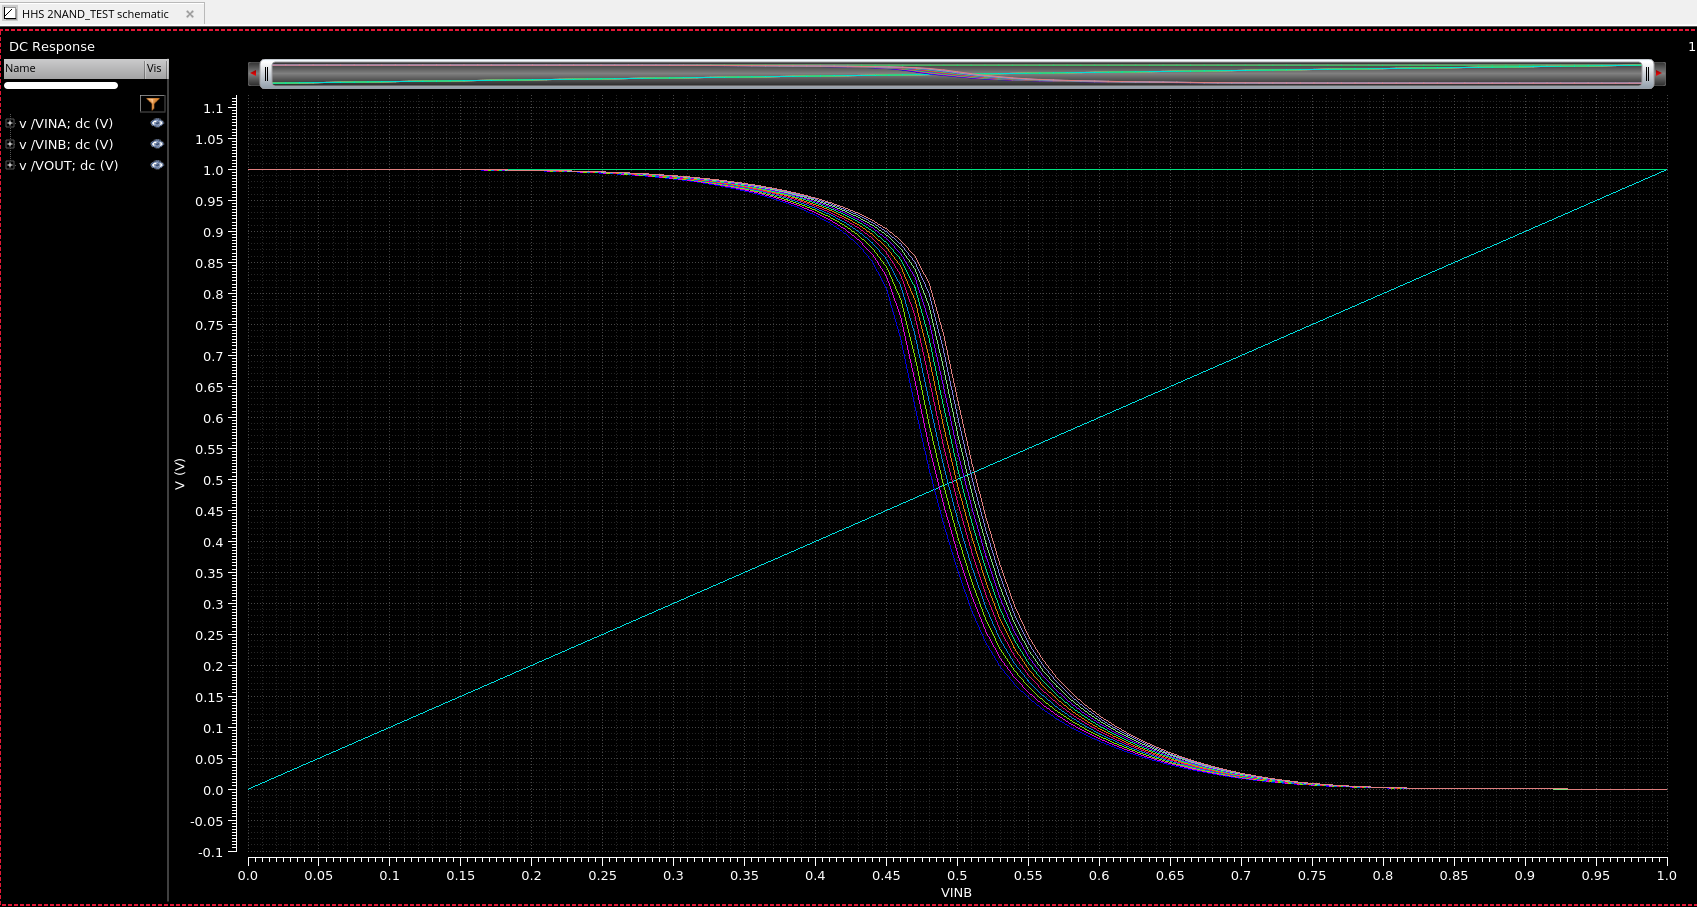 HHS 2NAND_TEST schematic
DC Response
1
Name Vis
v /VINA; dc (V)
v /VINB; dc (V)
v /VOUT; dc (V)
1.1
1.05
1.0
0.95
0.9
0.85
0.8
0.75
0.7
0.65
0.6
0.55
0.5
0.45
0.4
0.35
0.3
0.25
0.2
0.15
0.1
0.05
0.0
-0.05
-0.1
V (V)
0.0 0.05 0.1 0.15 0.2 0.25 0.3 0.35 0.4 0.45 0.5 0.55 0.6 0.65 0.7 0.75 0.8 0.85 0.9 0.95 1.0
VINB